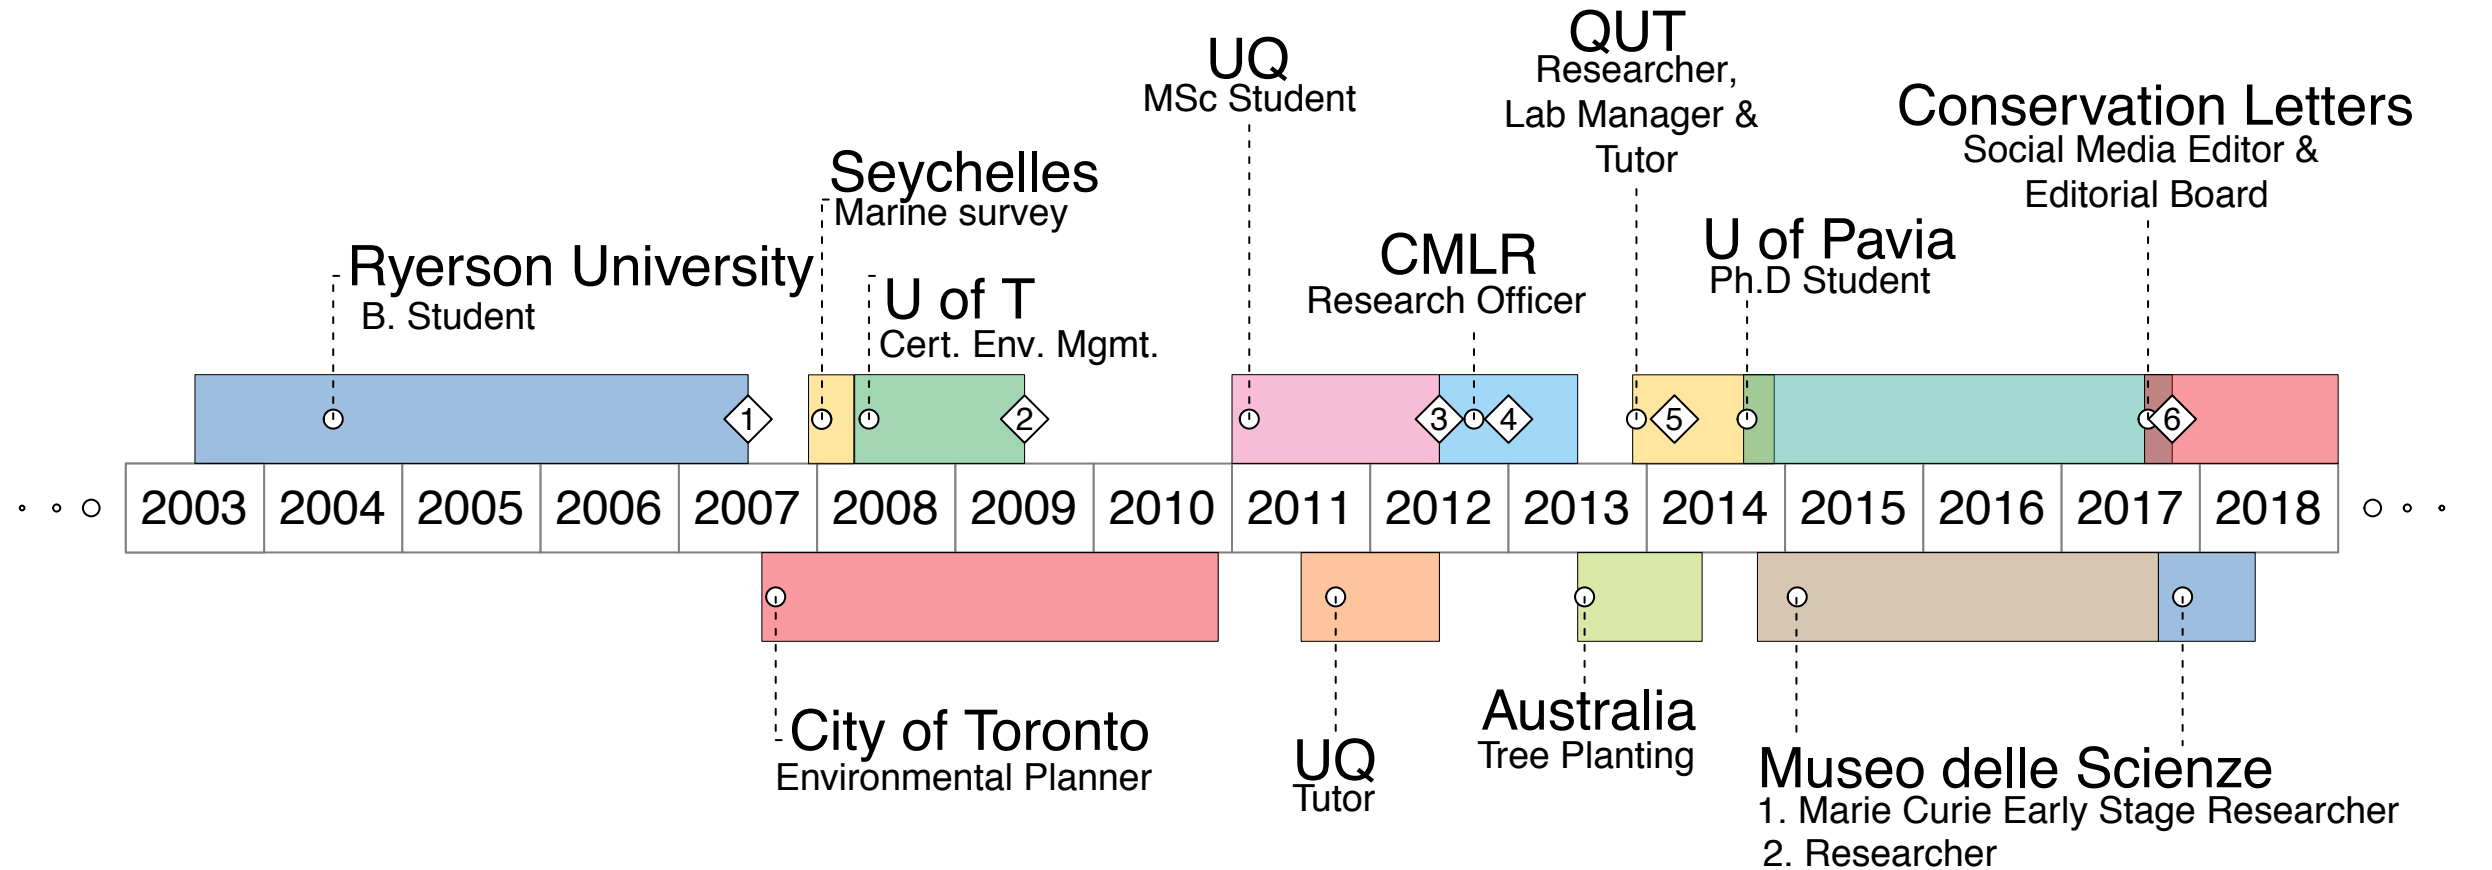 QUT
Researcher,
Lab Manager &
Tutor
UQ
MSc Student
Conservation Letters
Social Media Editor &
Editorial Board
Seychelles
Marine survey
Ryerson University
B. Student
U of T
Cert. Env. Mgmt.
CMLR
Research Officer
U of Pavia
Ph.D Student
1
2
3
4
5
6
2003
2004
2005
2006
2007
2008
2009
2010
2011
2012
2013
2014
2015
2016
2017
2018
City of Toronto
Environmental Planner
UQ
Tutor
Australia
Tree Planting
Museo delle Scienze
1. Marie Curie Early Stage Researcher
2. Researcher